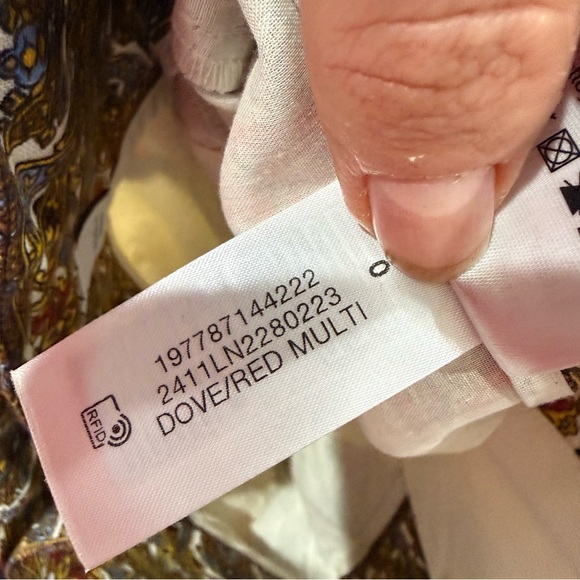 197787144222
2411LN2280223
DOVE/RED MULTI
RFID